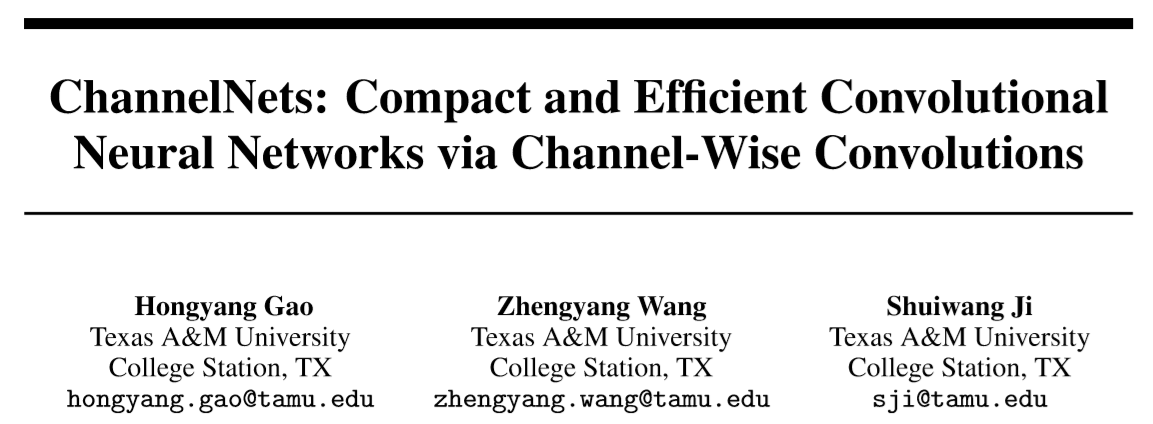 ChannelNets: Compact and Efficient Convolutional
Neural Networks via Channel-Wise Convolutions
Hongyang Gao
Texas A&M University
College Station, TX
hongyang.gao@tamu.edu
Zhengyang Wang
Texas A&M University
College Station, TX
zhengyang.wang@tamu.edu
Shuiwang Ji
Texas A&M University
College Station, TX
sji@tamu.edu